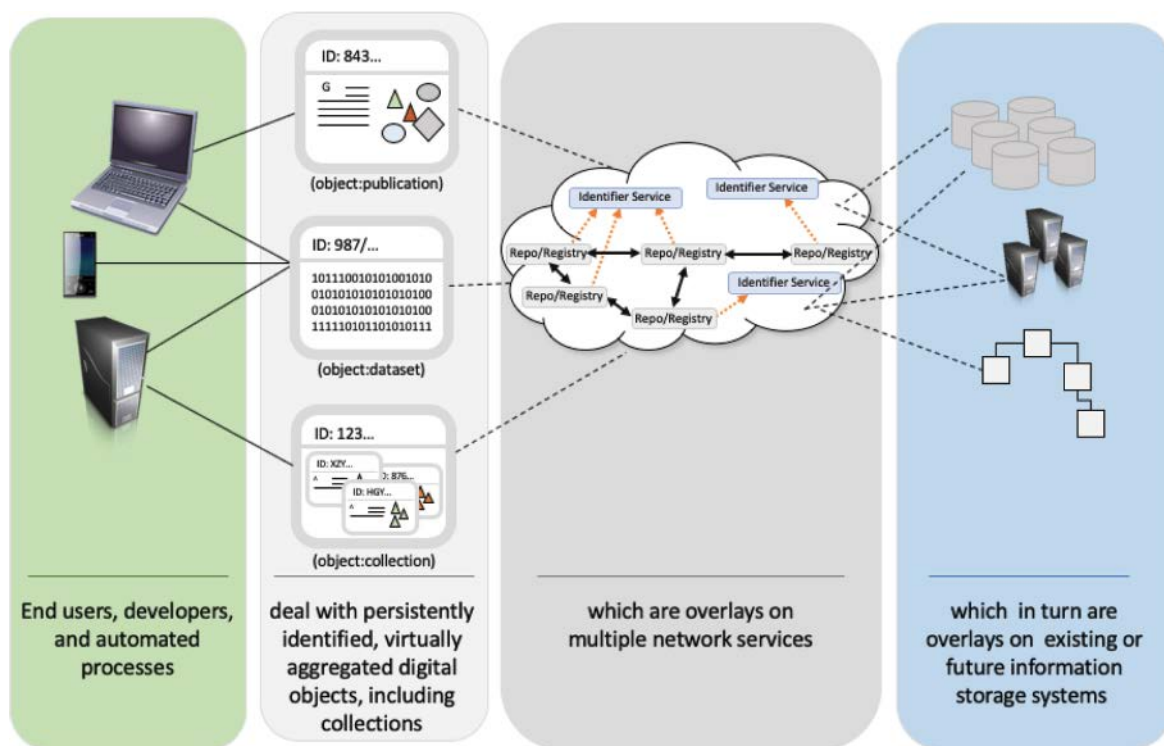 ID: 843...
G
(object:publication)
ID: 987/...
101110010101001010
010101010101010100
010101010101010100
111110101101010111
(object:dataset)
ID: 123...
ID: XZY...
A
ID: 876...
ID: HGY...
A
(object:collection)
Identifier Service
Identifier Service
Repo/Registry
Repo/Registry
Repo/Registry
Identifier Service
Repo/Registry
Repo/Registry
End users, developers,
and automated
processes
deal with persistently
identified, virtually
aggregated digital
objects, including
collections
which are overlays on
multiple network services
which in turn are
overlays on existing or
future information
storage systems